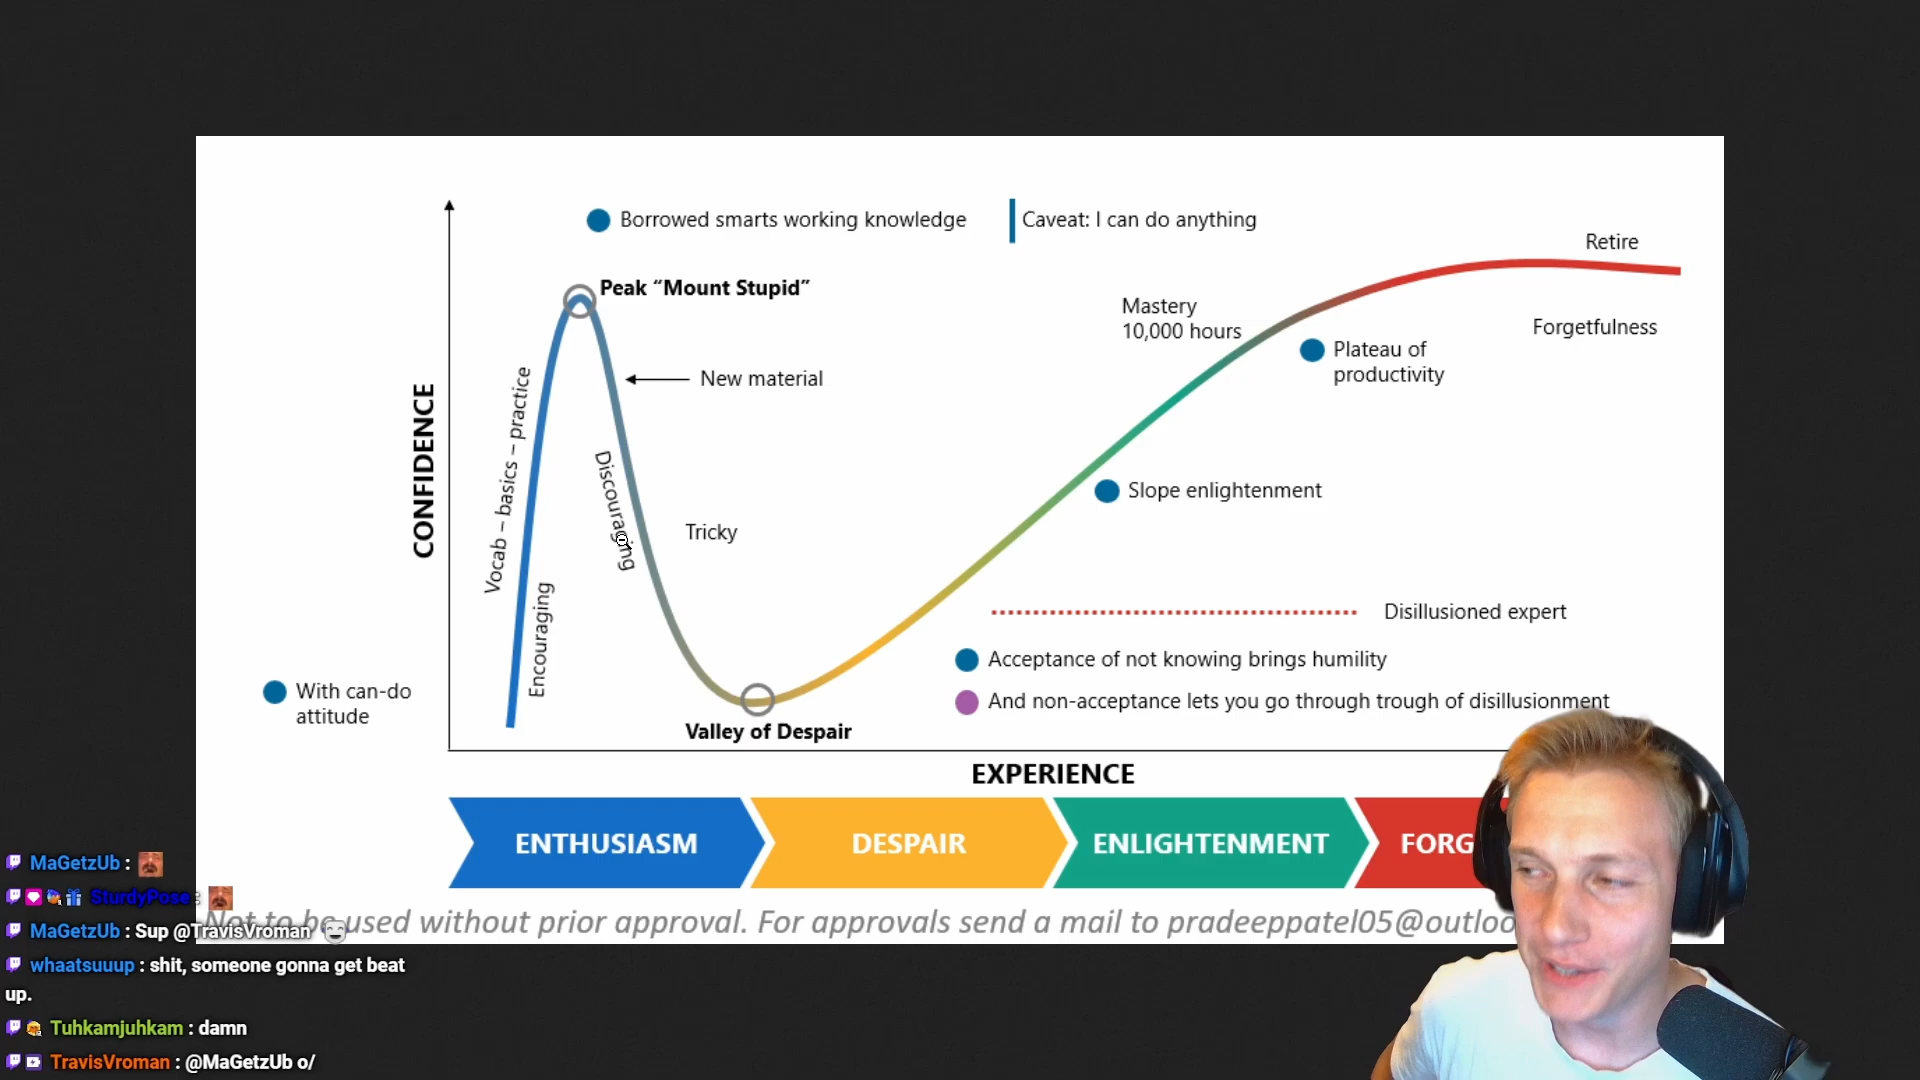 Borrowed smarts working knowledge
Caveat: I can do anything
Retire
Peak “Mount Stupid”
Mastery
10,000 hours
Forgetfulness
Plateau of
productivity
New material
CONFIDENCE
Vocab – basics – practice
Discouraging
Tricky
Slope enlightenment
Encouraging
Disillusioned expert
Acceptance of not knowing brings humility
With can-do
attitude
And non-acceptance lets you go through trough of disillusionment
Valley of Despair
EXPERIENCE
ENTHUSIASM
DESPAIR
ENLIGHTENMENT
FORG
Not to be used without prior approval. For approvals send a mail to pradeeppatel05@outloo
MaGetzUb :
SturdyPose :
MaGetzUb : Sup @TravisVroman
whaatsuuup : shit, someone gonna get beat
up.
Tuhkamjuhkam : damn
TravisVroman : @MaGetzUb o/